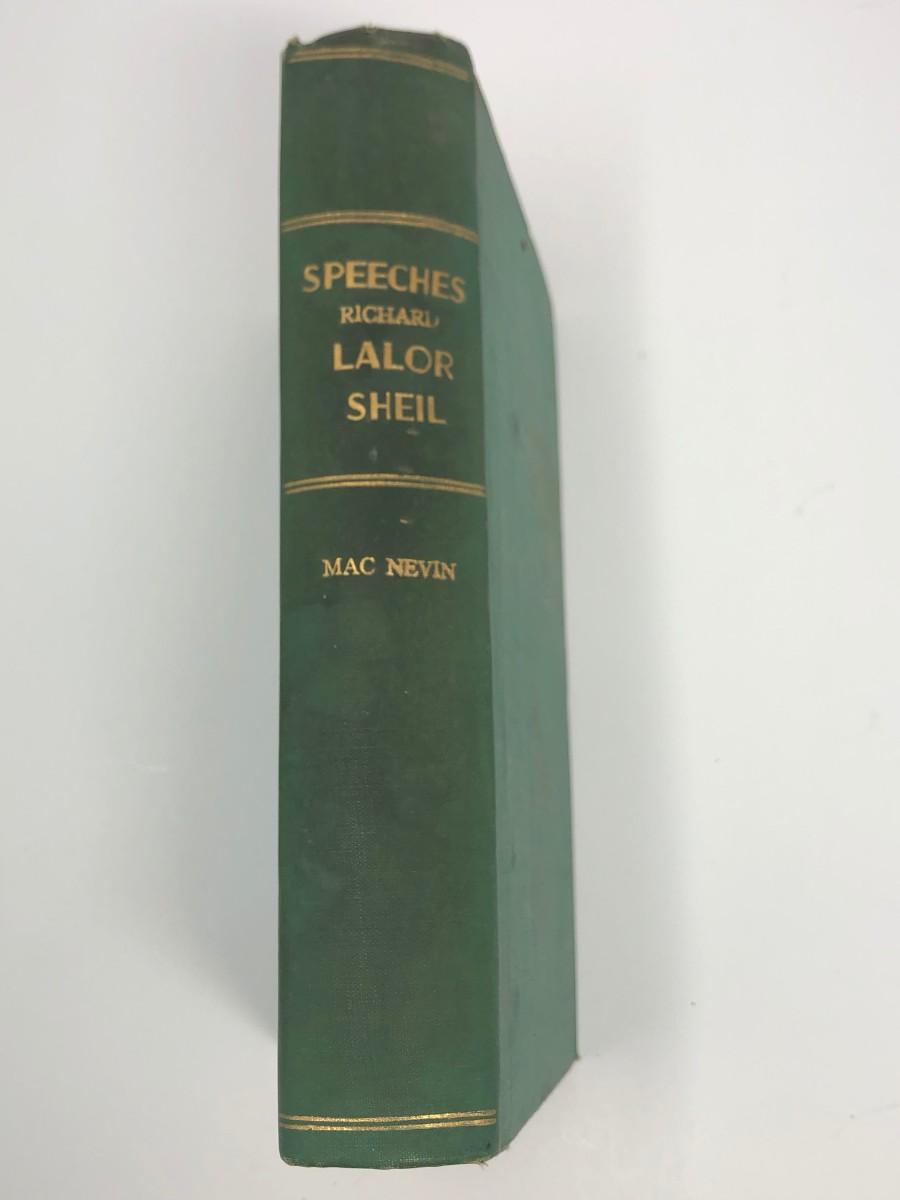 SPEECHES
RICHARD
LALOR
SHEIL
MAC NEVIN